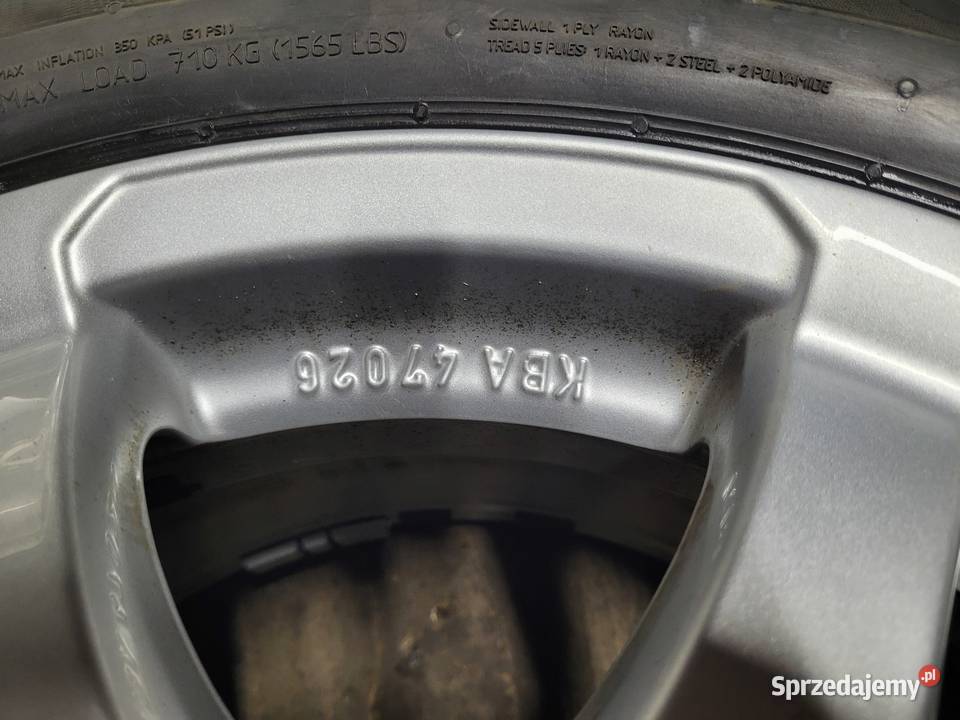 MAX INFLATION 350 KPA (51 PSI)
MAX LOAD 710 KG (1565 LBS)
SIDEWALL 1 PLY RAYON
TREAD 5 PLIES: 1 RAYON + 2 STEEL + 2 POLYAMIDE
KBA 47026
Sprzedajemy.pl